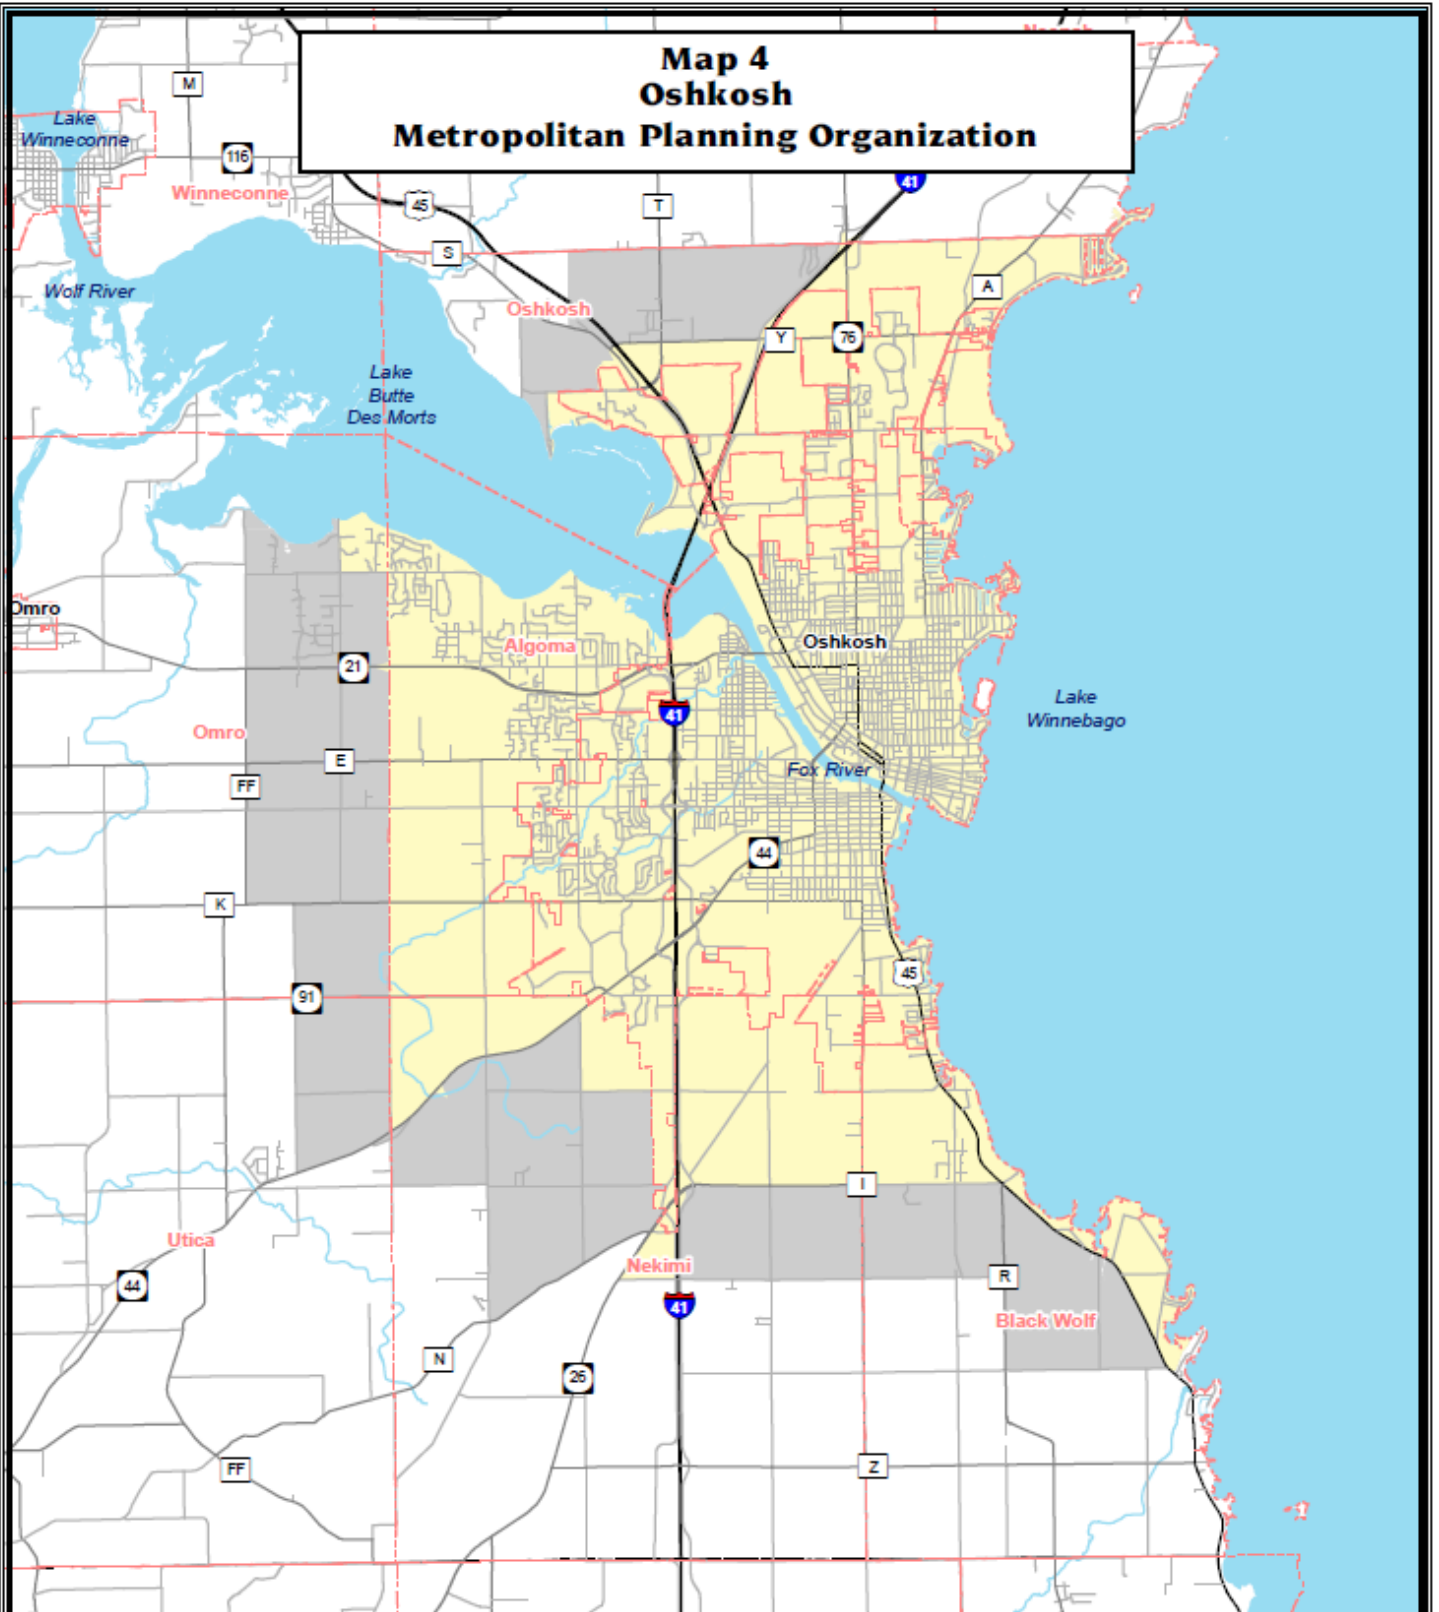 Map 4
Oshkosh
Metropolitan Planning Organization
M
Lake
Winneconne
116
Winneconne
45
T
41
S
A
Wolf River
Oshkosh
Y
76
Lake
Butte
Des Morts
Omro
Algoma
Oshkosh
21
41
Lake
Winnebago
Omro
E
FF
Fox River
44
K
45
91
I
Utica
Nekimi
R
44
41
Black Wolf
N
26
FF
Z